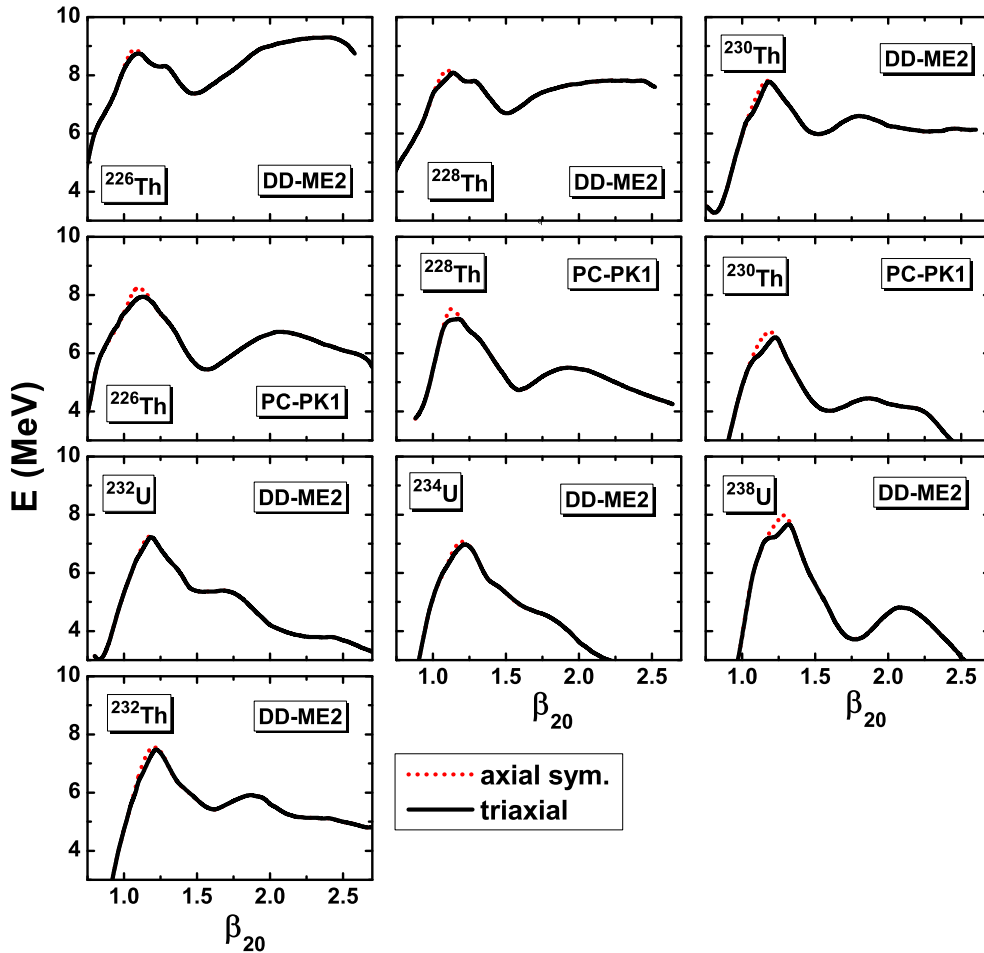 10
8
6
4
²²⁶Th
DD-ME2
²²⁸Th
DD-ME2
²³⁰Th
DD-ME2
10
8
6
4
²²⁶Th
PC-PK1
²²⁸Th
PC-PK1
²³⁰Th
PC-PK1
E (MeV)
10
8
6
4
²³²U
DD-ME2
²³⁴U
DD-ME2
²³⁸U
DD-ME2
1.0 1.5 2.0 2.5
β₂₀
1.0 1.5 2.0 2.5
β₂₀
10
8
6
4
²³²Th
DD-ME2
1.0 1.5 2.0 2.5
β₂₀
axial sym.
triaxial